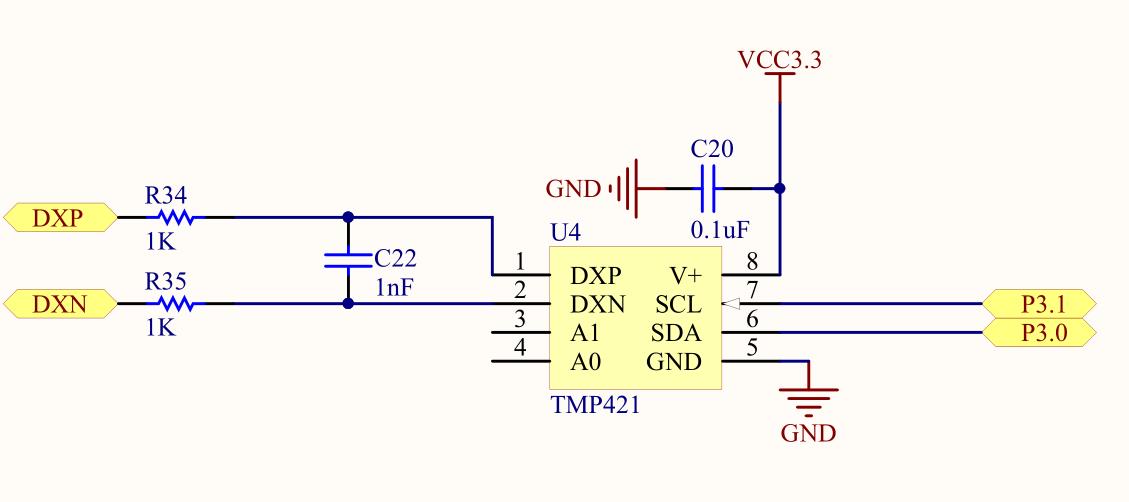 VCC3.3
C20
GND
0.1uF
R34
DXP
1K
C22
1nF
R35
DXN
1K
U4
1 DXP V+ 8
2 DXN SCL 7
3 A1 SDA 6
4 A0 GND 5
TMP421
P3.1
P3.0
GND